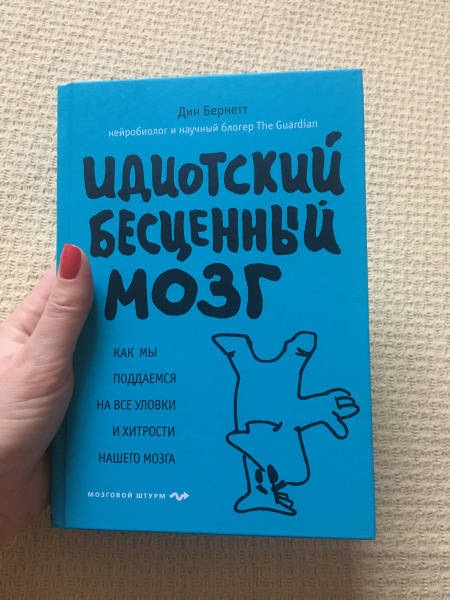 Дин Бернетт
нейробиолог и научный блогер The Guardian
ИДИОТСКИЙ
БЕСЦЕННЫЙ
МОЗГ
КАК МЫ
ПОДДАЕМСЯ
НА ВСЕ УЛОВКИ
И ХИТРОСТИ
НАШЕГО МОЗГА
МОЗГОВОЙ ШТУРМ